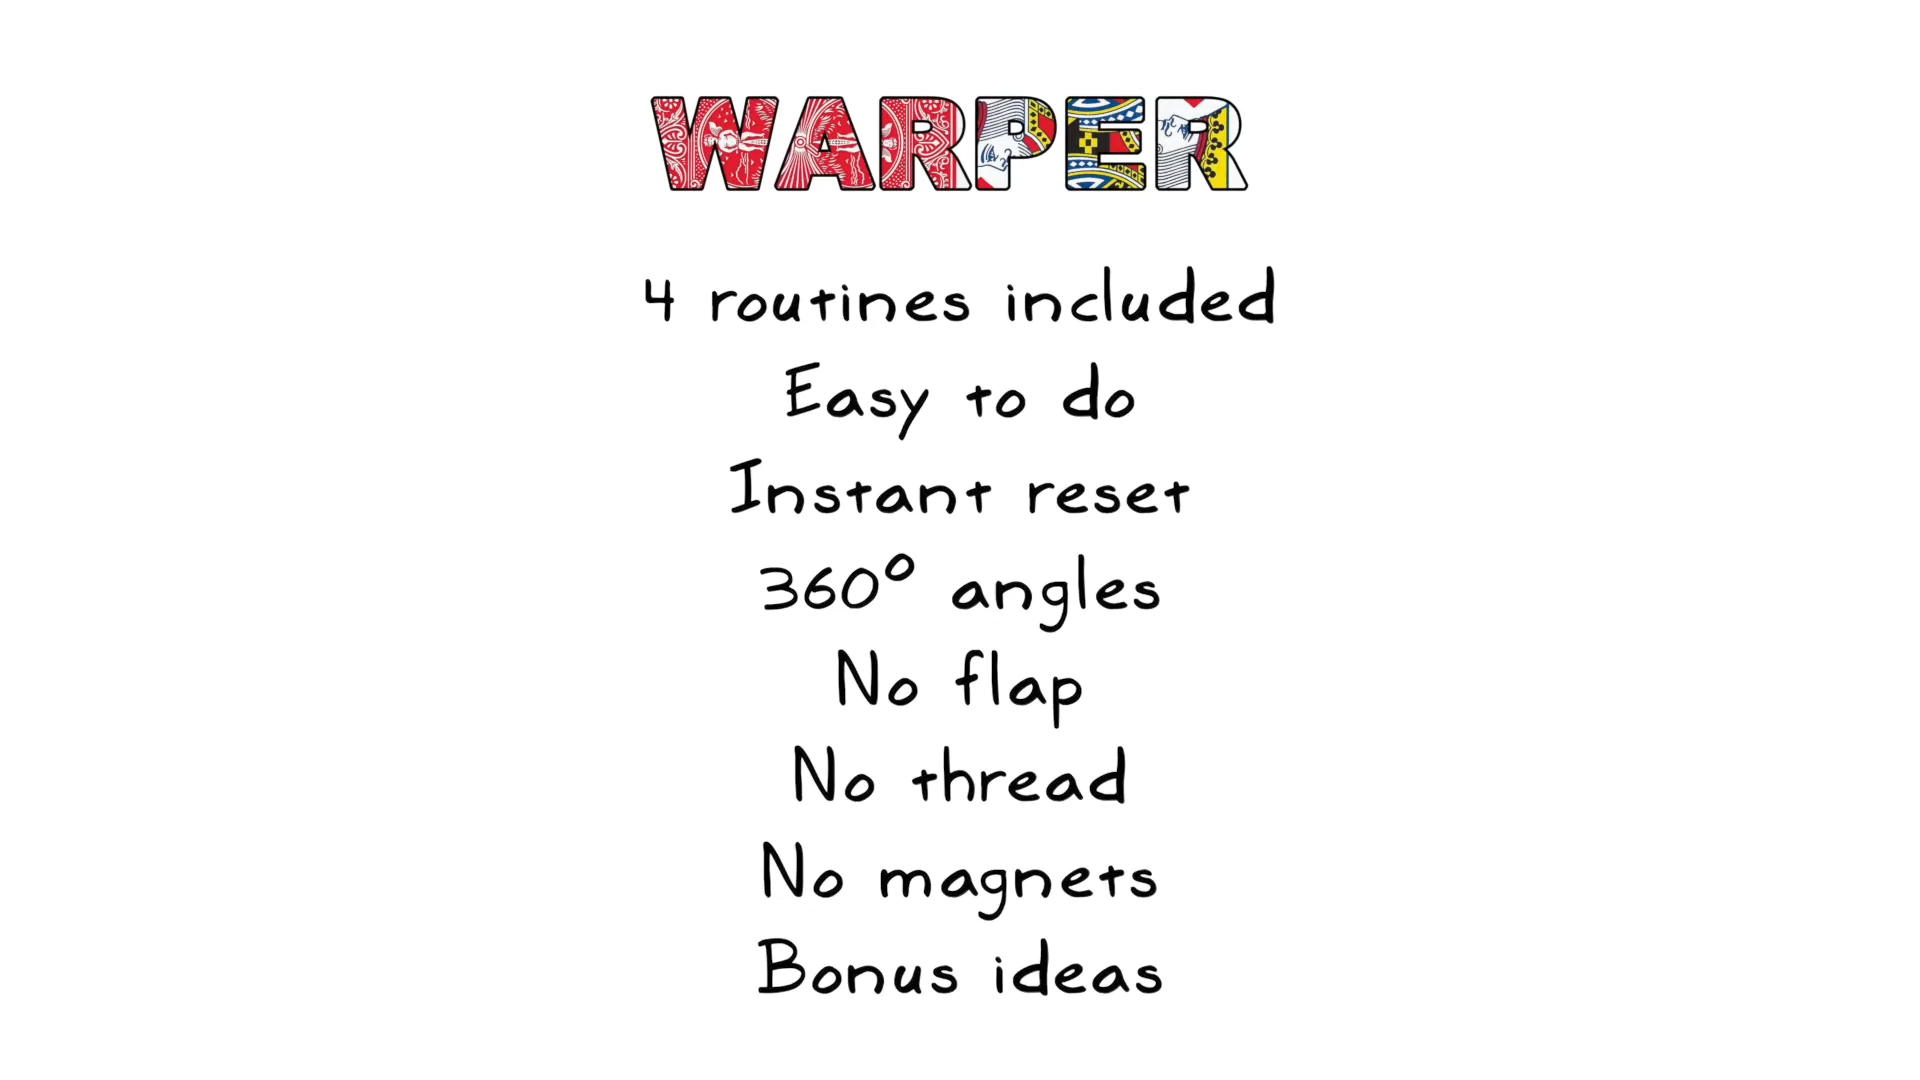 WARPER
4 routines included
Easy to do
Instant reset
360° angles
No flap
No thread
No magnets
Bonus ideas